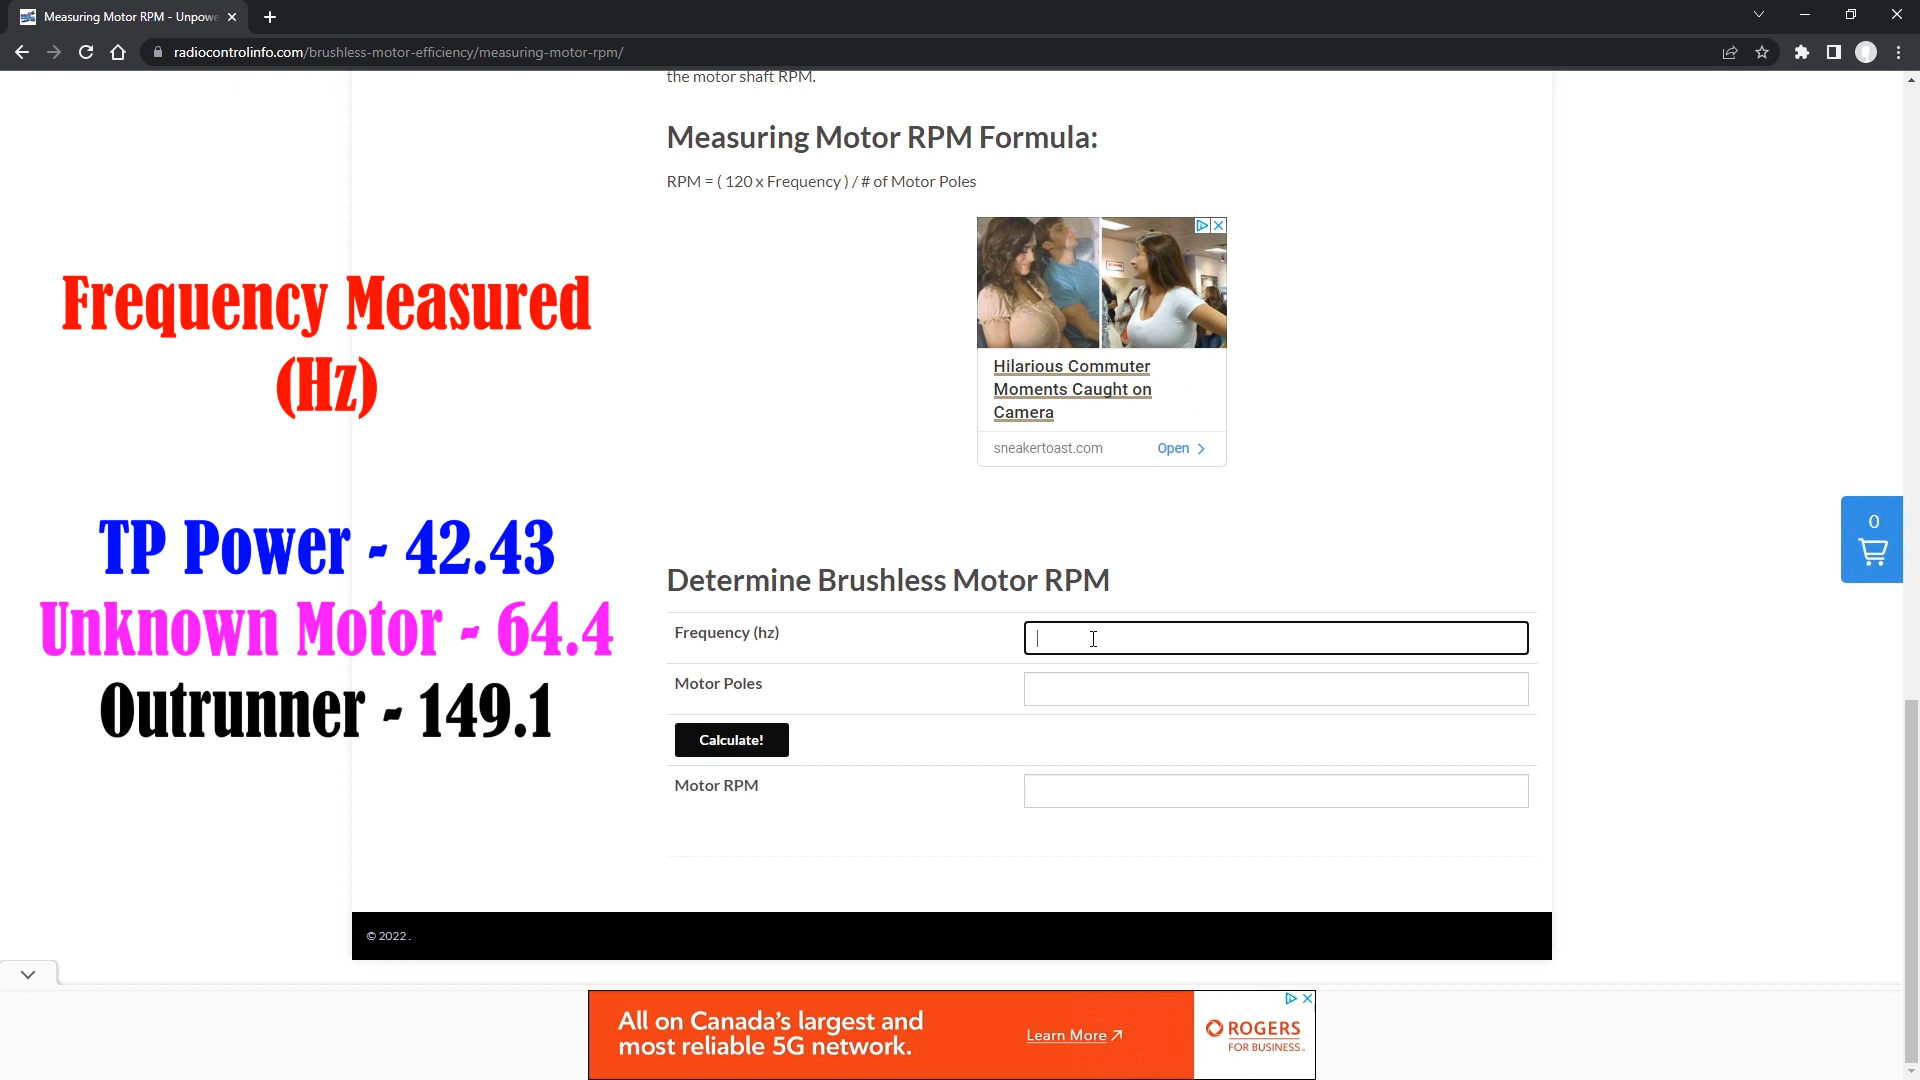 Measuring Motor RPM - Unpowe
radiocontrolinfo.com/brushless-motor-efficiency/measuring-motor-rpm/
the motor shaft RPM.
Measuring Motor RPM Formula:
RPM = ( 120 x Frequency ) / # of Motor Poles
Hilarious Commuter
Moments Caught on
Camera
sneakertoast.com
Open
Frequency Measured
(Hz)
TP Power - 42.43
Unknown Motor - 64.4
Outrunner - 149.1
0
Determine Brushless Motor RPM
Frequency (hz)
Motor Poles
Calculate!
Motor RPM
© 2022 .
All on Canada's largest and
most reliable 5G network.
Learn More
ROGERS
FOR BUSINESS